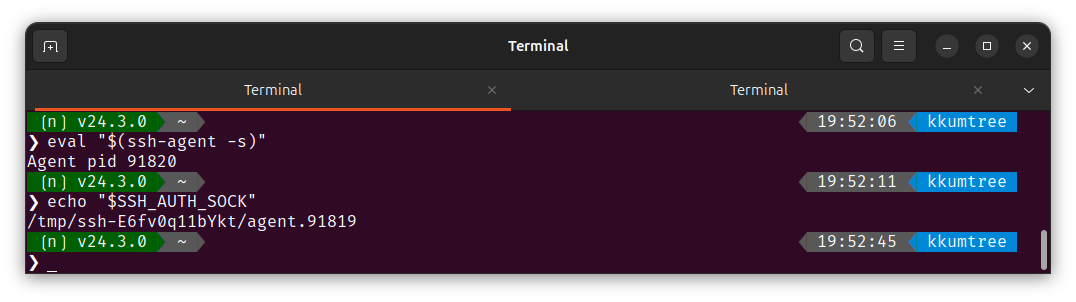 Terminal
Terminal Terminal
(n) v24.3.0 ~ 19:52:06 kkumtree
❯ eval "$(ssh-agent -s)"
Agent pid 91820
(n) v24.3.0 ~ 19:52:11 kkumtree
❯ echo "$SSH_AUTH_SOCK"
/tmp/ssh-E6fv0q11bYkt/agent.91819
(n) v24.3.0 ~ 19:52:45 kkumtree
❯ _